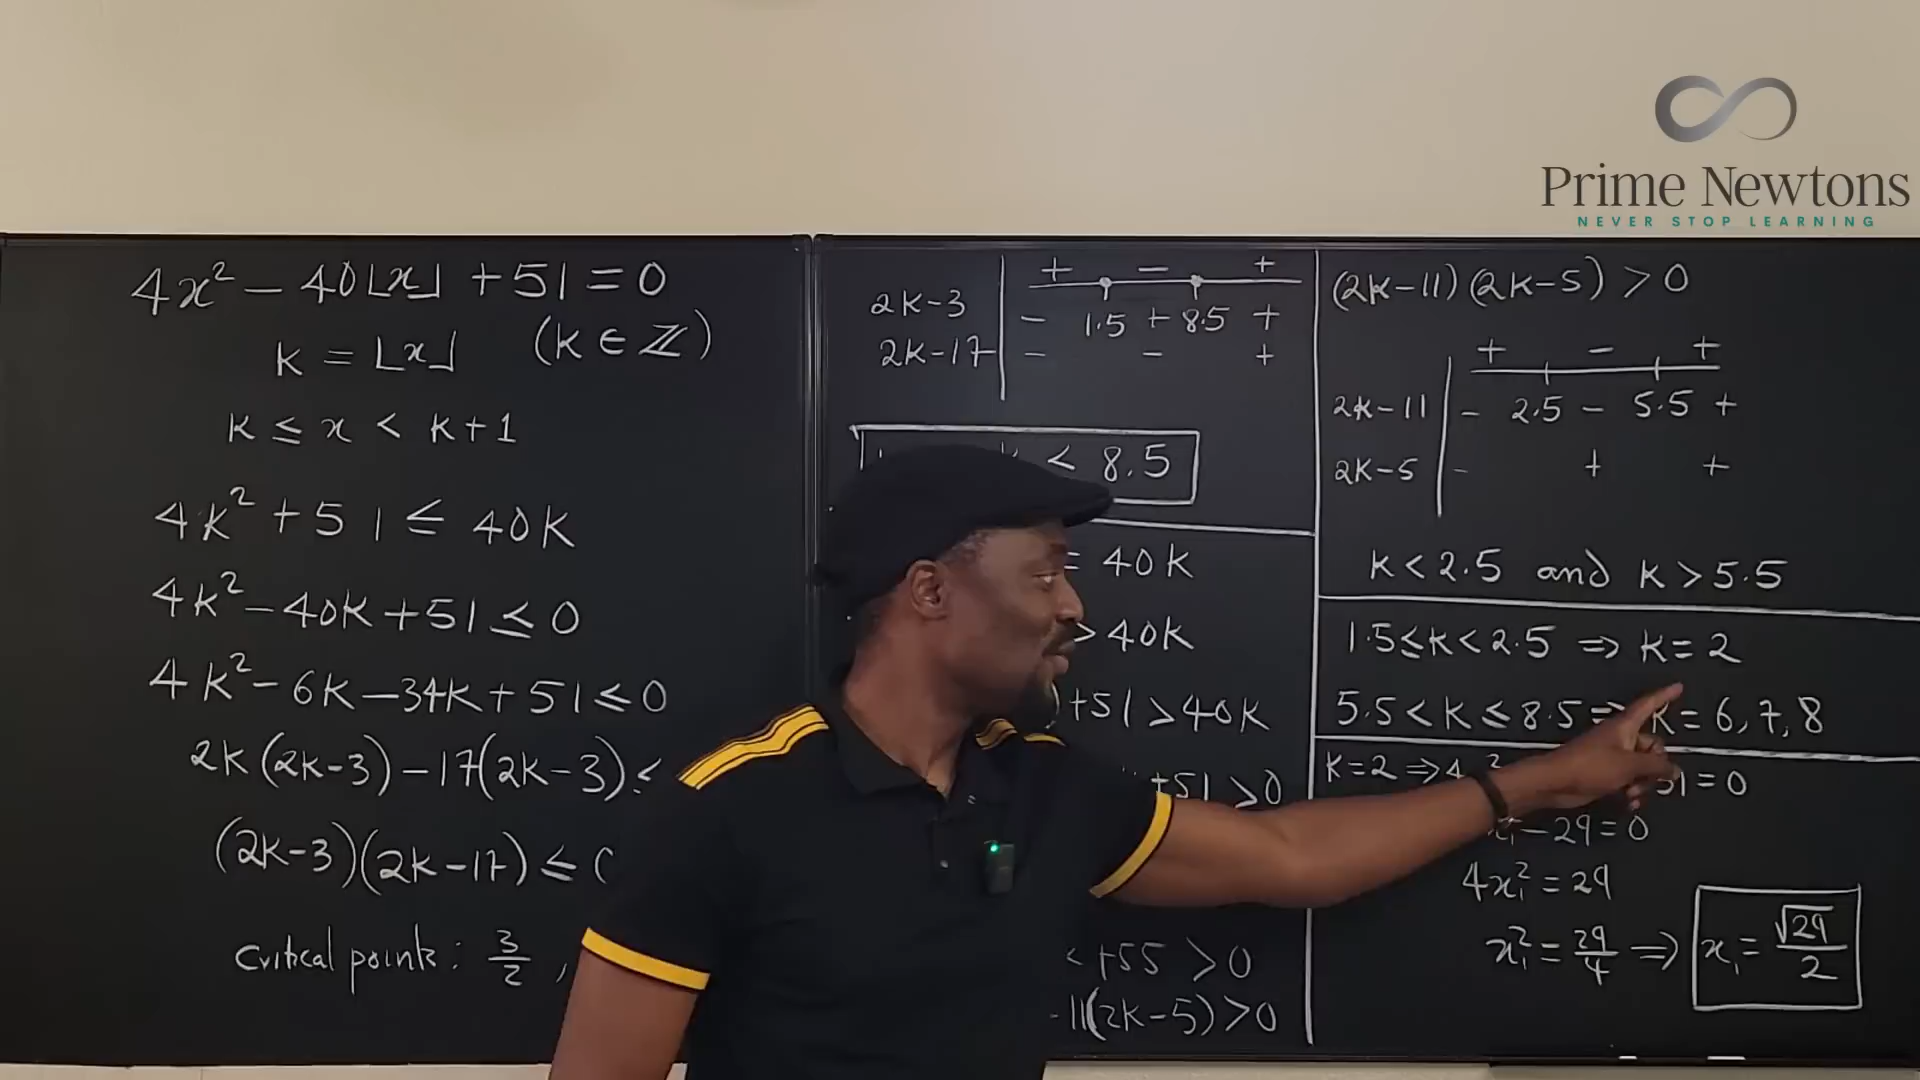 Prime Newtons
NEVER STOP LEARNING
4x² - 40⌊x⌋ + 51 = 0
k = ⌊x⌋ (k ∈ ℤ)
k ≤ x < k+1
4k² + 51 ≤ 40k
4k² - 40k + 51 ≤ 0
4k² - 6k - 34k + 51 ≤ 0
2k(2k-3) - 17(2k-3) ≤
(2k-3)(2k-17) ≤ 0
Critical points: 3/2 ,
+ - +
2k-3 - 1.5 + 8.5 +
2k-17 - - +
< 8.5
= 40k
> 40k
+51 > 40k
+51 > 0
+55 > 0
-11(2k-5) > 0
(2k-11)(2k-5) > 0
+ - +
2k-11 - 2.5 - 5.5 +
2k-5 - + +
k < 2.5 and k > 5.5
1.5 ≤ k < 2.5 ⇒ k = 2
5.5 < k ≤ 8.5 ⇒ k = 6, 7, 8
k=2 ⇒ 4 ² 51 = 0
- 29 = 0
4x₁² = 29
x₁² = 29/4 ⇒ x₁ = √29/2